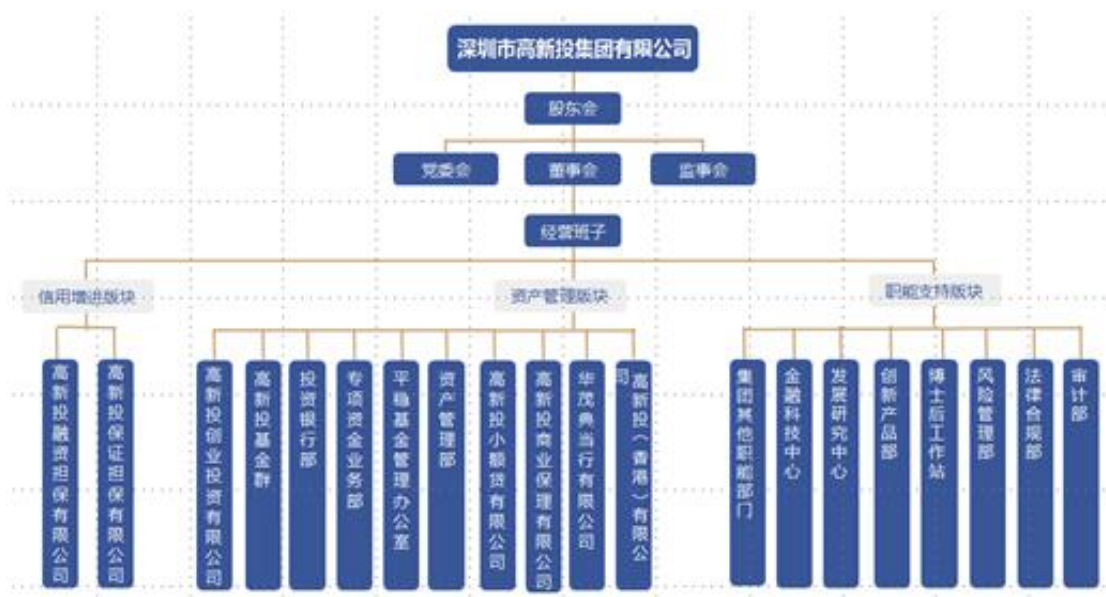 深圳市高新投集团有限公司
股东会
党委会
董事会
监事会
经营班子
信用增进版块
资产管理版块
职能支持版块
高新投融资担保有限公司
高新投保证担保有限公司
高新投创业投资有限公司
高新投基金群
投资银行部
专项资金业务部
平稳基金管理办公室
资产管理部
高新投小额贷有限公司
高新投商业保理有限公司
华茂典当行有限公司
高新投（香港）有限公司
集团其他职能部门
金融科技中心
发展研究中心
创新产品部
博士后工作站
风险管理部
法律合规部
审计部